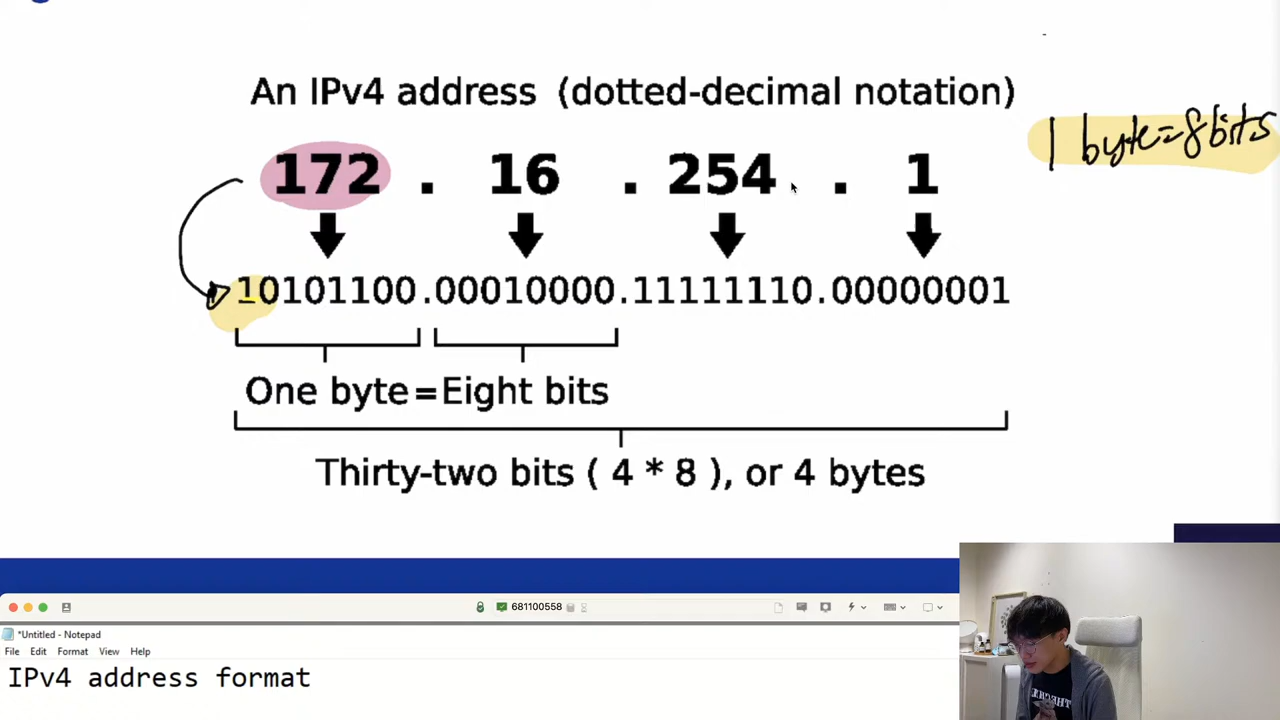 An IPv4 address (dotted-decimal notation)
1 byte=8bits
172 . 16 . 254 . 1
10101100.00010000.11111110.00000001
One byte=Eight bits
Thirty-two bits ( 4 * 8 ), or 4 bytes
681100558
*Untitled - Notepad
File Edit Format View Help
IPv4 address format